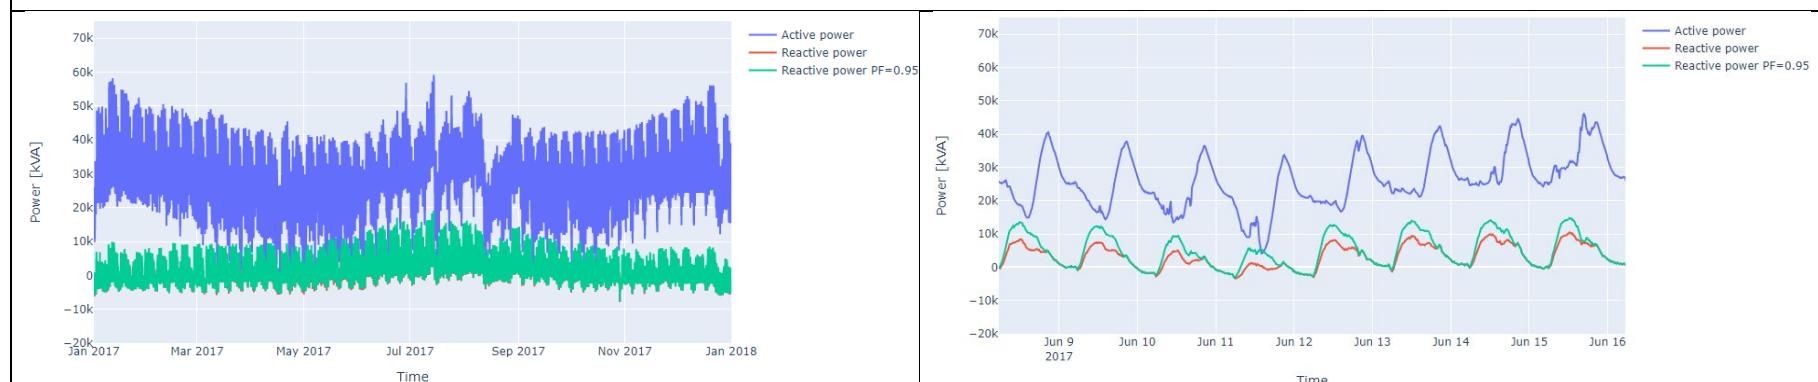 70k
60k
50k
40k
30k
20k
10k
0
−10k
−20k
Power [kVA]
Jan 2017
Mar 2017
May 2017
Jul 2017
Sep 2017
Nov 2017
Jan 2018
Time
Active power
Reactive power
Reactive power PF=0.95
70k
60k
50k
40k
30k
20k
10k
0
−10k
−20k
Power [kVA]
Jun 9
2017
Jun 10
Jun 11
Jun 12
Jun 13
Jun 14
Jun 15
Jun 16
Time
Active power
Reactive power
Reactive power PF=0.95